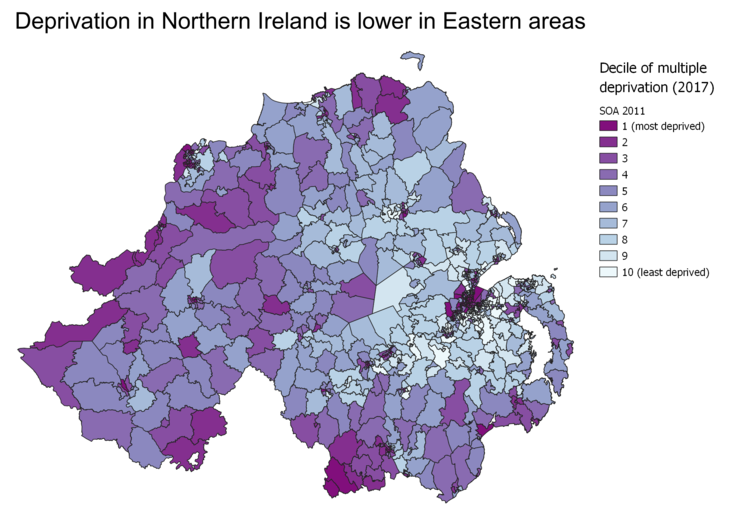 Deprivation in Northern Ireland is lower in Eastern areas
Decile of multiple
deprivation (2017)
SOA 2011
1 (most deprived)
2
3
4
5
6
7
8
9
10 (least deprived)